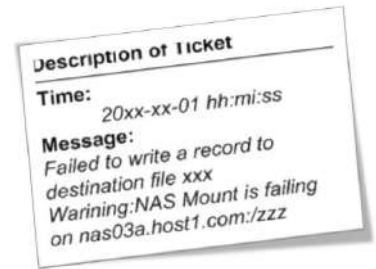 Description of Ticket
Time:
20xx-xx-01 hh:mi:ss
Message:
Failed to write a record to
destination file xxx
Warining:NAS Mount is failing
on nas03a.host1.com:/zzz